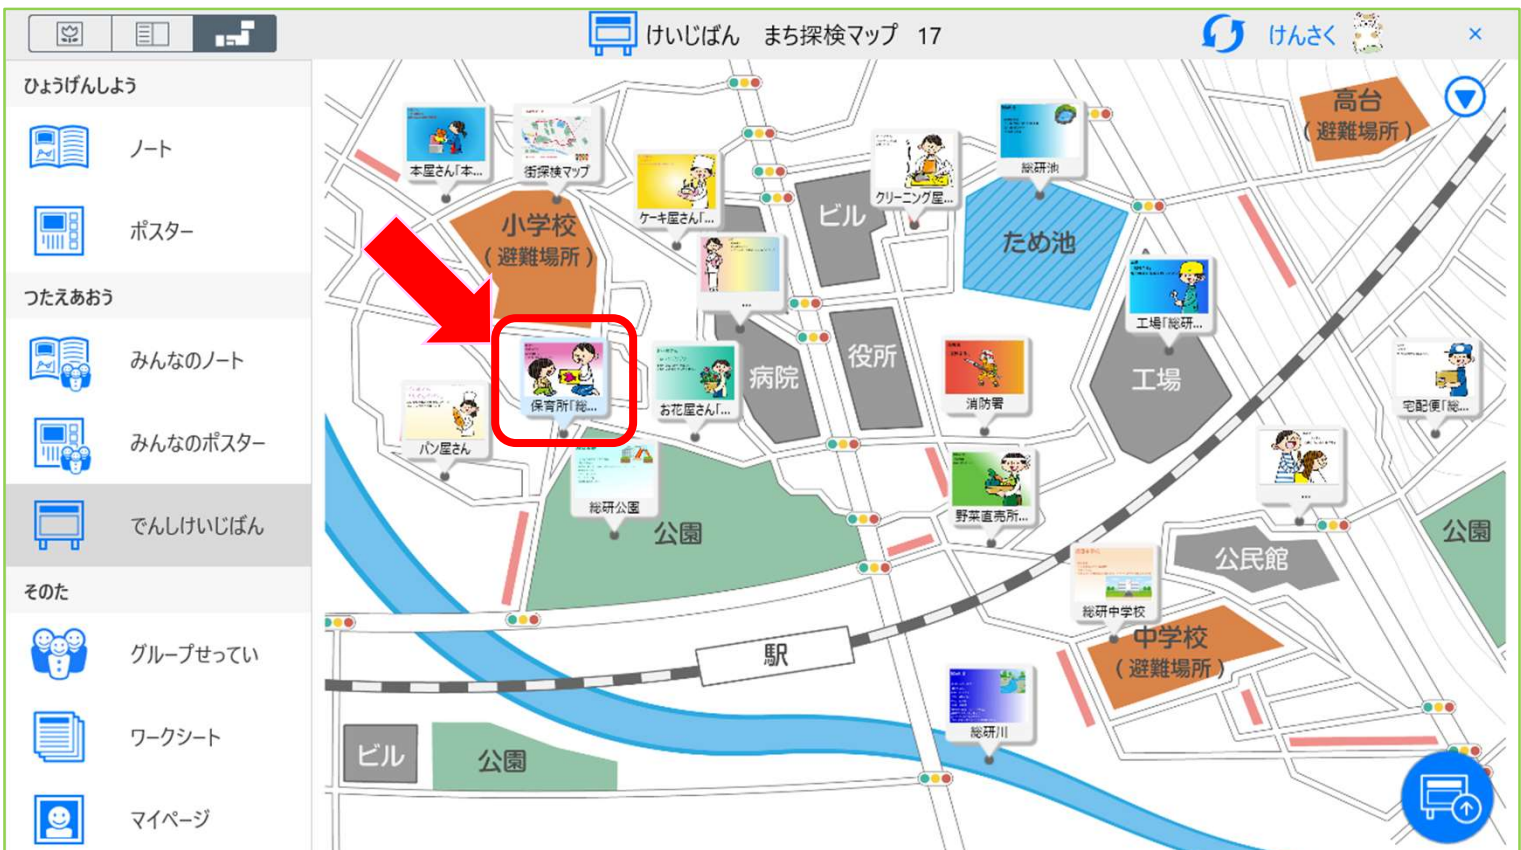 けいじばん　まち探検マップ　17
けんさく
×
ひょうげんしよう
ノート
ポスター
つたえあおう
みんなのノート
みんなのポスター
でんしけいじばん
そのた
グループせってい
ワークシート
マイページ
高台
（避難場所）
本屋さん「本...
街探検マップ
ケーキ屋さん「...
クリーニング屋...
総研池
小学校
（避難場所）
ビル
ため池
...
工場「総研...
保育所「総...
お花屋さん「...
病院
役所
消防署
工場
宅配便「総...
パン屋さん
総研公園
公園
野菜直売所...
...
公民館
公園
総研中学校
中学校
（避難場所）
駅
総研川
ビル
公園